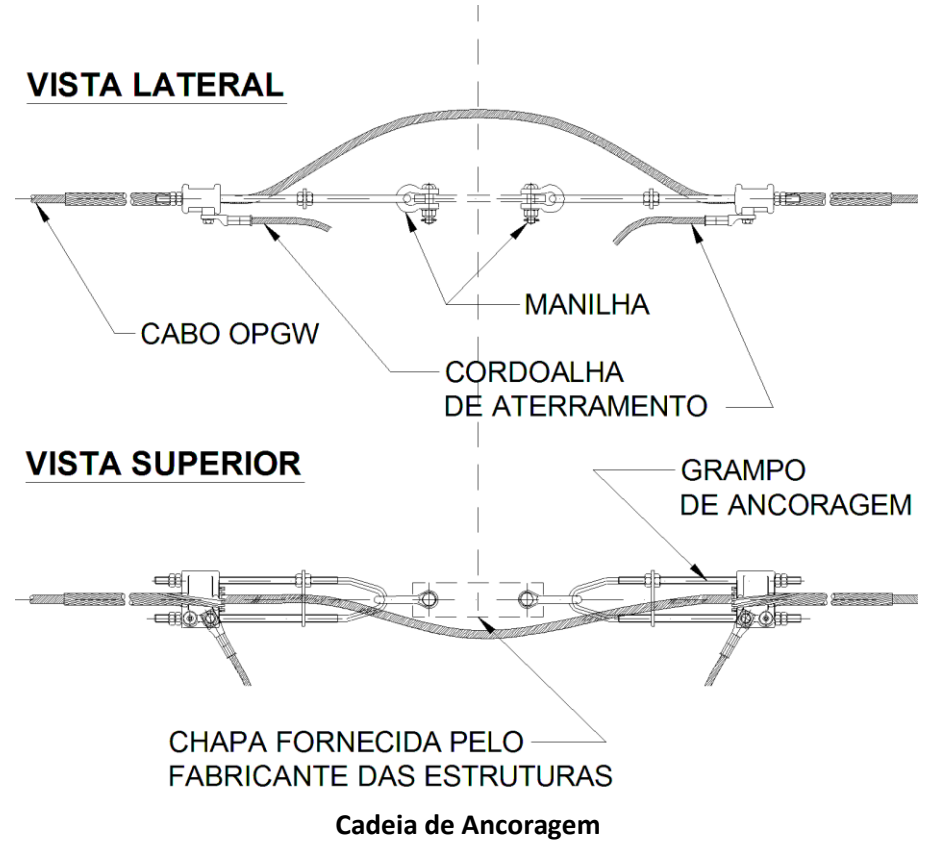 VISTA LATERAL
MANILHA
CABO OPGW
CORDOALHA
DE ATERRAMENTO
VISTA SUPERIOR
GRAMPO
DE ANCORAGEM
CHAPA FORNECIDA PELO
FABRICANTE DAS ESTRUTURAS
Cadeia de Ancoragem